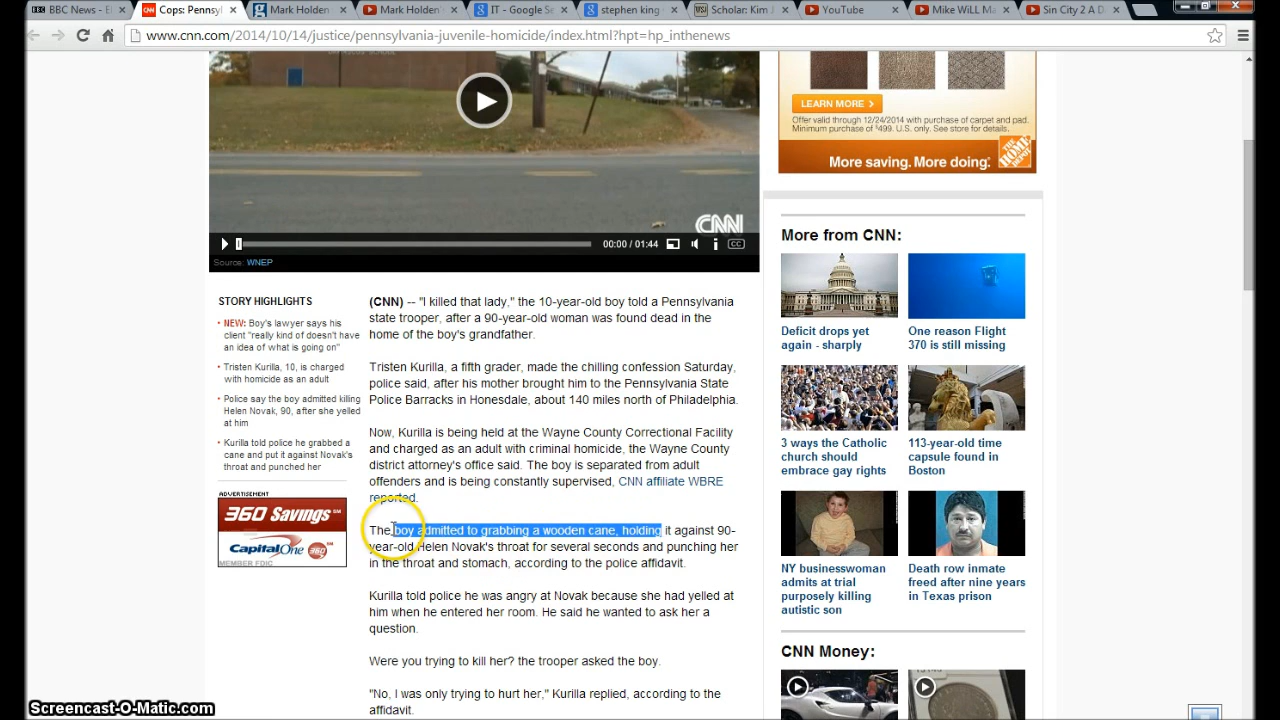 BBC News - Bu
Cops: Pennsyl
Mark Holden
Mark Holden'
IT - Google Se
stephen king
Scholar: Kim J
YouTube
Mike WiLL Ma
Sin City 2 A D
www.cnn.com/2014/10/14/justice/pennsylvania-juvenile-homicide/index.html?hpt=hp_inthenews
CNN
00:00 / 01:44
CC
Source: WNEP
LEARN MORE >
Offer valid through 12/24/2014 with purchase of carpet and pad.
Minimum purchase of $499. U.S. only. See store for details.
More saving. More doing.
THE HOME DEPOT
STORY HIGHLIGHTS
NEW: Boy's lawyer says his
client "really kind of doesn't have
an idea of what is going on"
Tristen Kurilla, 10, is charged
with homicide as an adult
Police say the boy admitted killing
Helen Novak, 90, after she yelled
at him
Kurilla told police he grabbed a
cane and put it against Novak's
throat and punched her
ADVERTISEMENT
360 Savings SM
Capital One 360 SM
MEMBER FDIC
(CNN) -- "I killed that lady," the 10-year-old boy told a Pennsylvania
state trooper, after a 90-year-old woman was found dead in the
home of the boy's grandfather.
Tristen Kurilla, a fifth grader, made the chilling confession Saturday,
police said, after his mother brought him to the Pennsylvania State
Police Barracks in Honesdale, about 140 miles north of Philadelphia.
Now, Kurilla is being held at the Wayne County Correctional Facility
and charged as an adult with criminal homicide, the Wayne County
district attorney's office said. The boy is separated from adult
offenders and is being constantly supervised, CNN affiliate WBRE
reported.
The boy admitted to grabbing a wooden cane, holding it against 90-
year-old Helen Novak's throat for several seconds and punching her
in the throat and stomach, according to the police affidavit.
Kurilla told police he was angry at Novak because she had yelled at
him when he entered her room. He said he wanted to ask her a
question.
Were you trying to kill her? the trooper asked the boy.
"No, I was only trying to hurt her," Kurilla replied, according to the
affidavit.
More from CNN:
Deficit drops yet
again - sharply
One reason Flight
370 is still missing
3 ways the Catholic
church should
embrace gay rights
113-year-old time
capsule found in
Boston
NY businesswoman
admits at trial
purposely killing
autistic son
Death row inmate
freed after nine years
in Texas prison
CNN Money:
Screencast-O-Matic.com